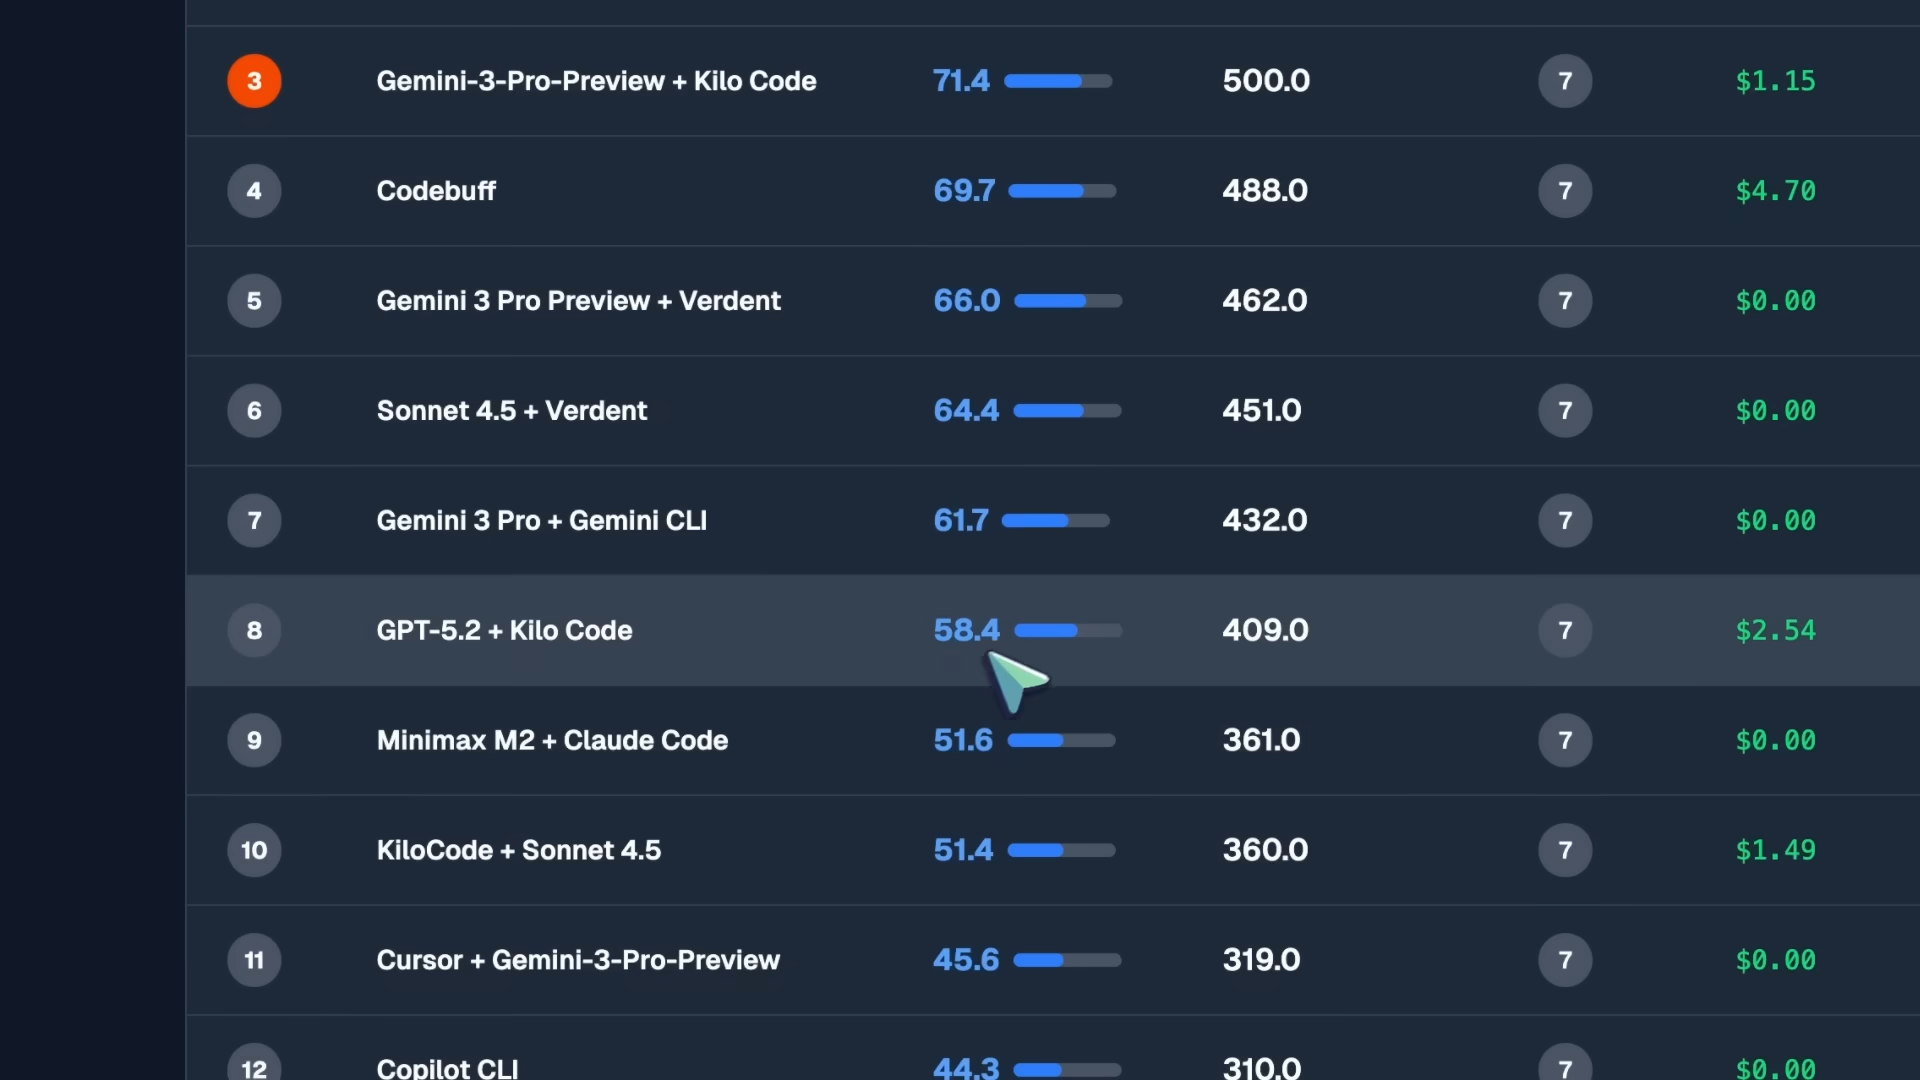 3 Gemini-3-Pro-Preview + Kilo Code 71.4 500.0 7 $1.15
4 Codebuff 69.7 488.0 7 $4.70
5 Gemini 3 Pro Preview + Verdent 66.0 462.0 7 $0.00
6 Sonnet 4.5 + Verdent 64.4 451.0 7 $0.00
7 Gemini 3 Pro + Gemini CLI 61.7 432.0 7 $0.00
8 GPT-5.2 + Kilo Code 58.4 409.0 7 $2.54
9 Minimax M2 + Claude Code 51.6 361.0 7 $0.00
10 KiloCode + Sonnet 4.5 51.4 360.0 7 $1.49
11 Cursor + Gemini-3-Pro-Preview 45.6 319.0 7 $0.00
12 Copilot CLI 44.3 310.0 7 $0.00